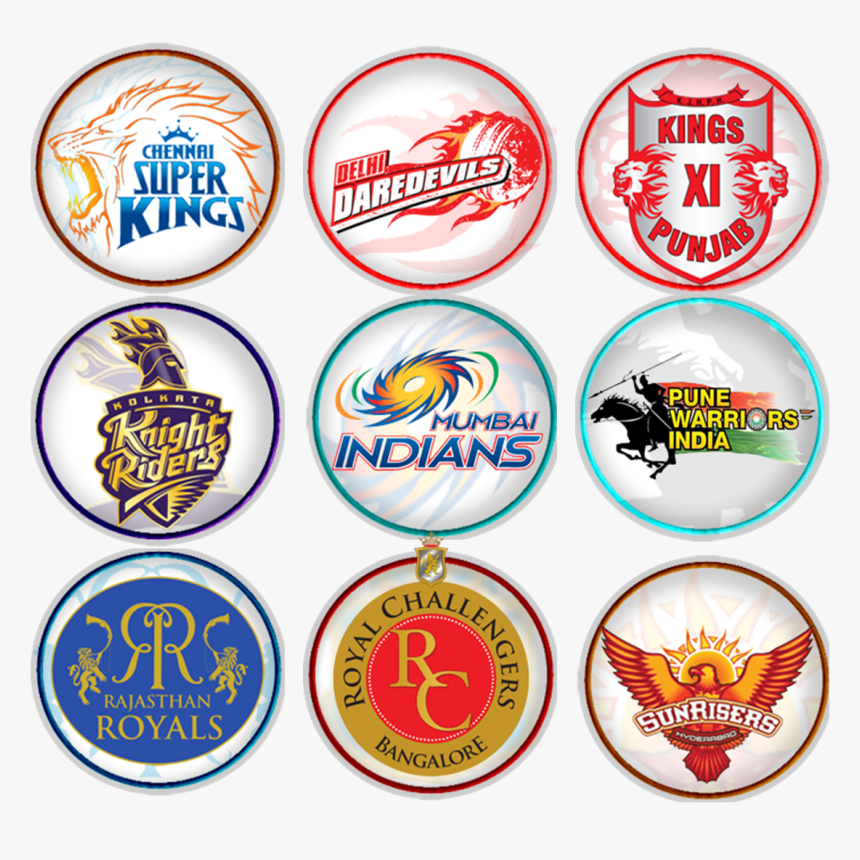 CHENNAI
SUPER
KINGS
DELHI
DAREDEVILS
K.J.H.P.H.
KINGS
XI
PUNJAB
KOLKATA
Knight
Riders
MUMBAI
INDIANS
PUNE
WARRIORS
INDIA
RR
RAJASTHAN
ROYALS
ROYAL CHALLENGERS
RC
BANGALORE
SUNRISERS
HYDERABAD